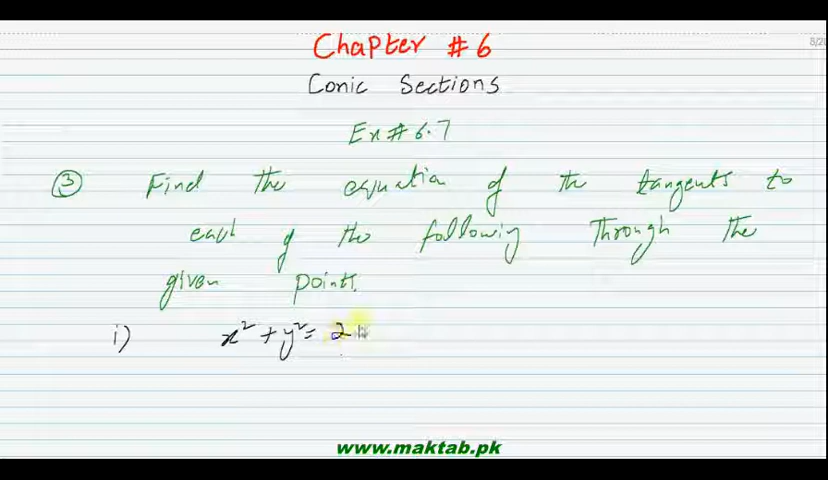 Chapter # 6
Conic Sections
Ex # 6.7
③ Find the equation of the tangents to
each of the following through the
given points.
i) x² + y² = 2
www.maktab.pk